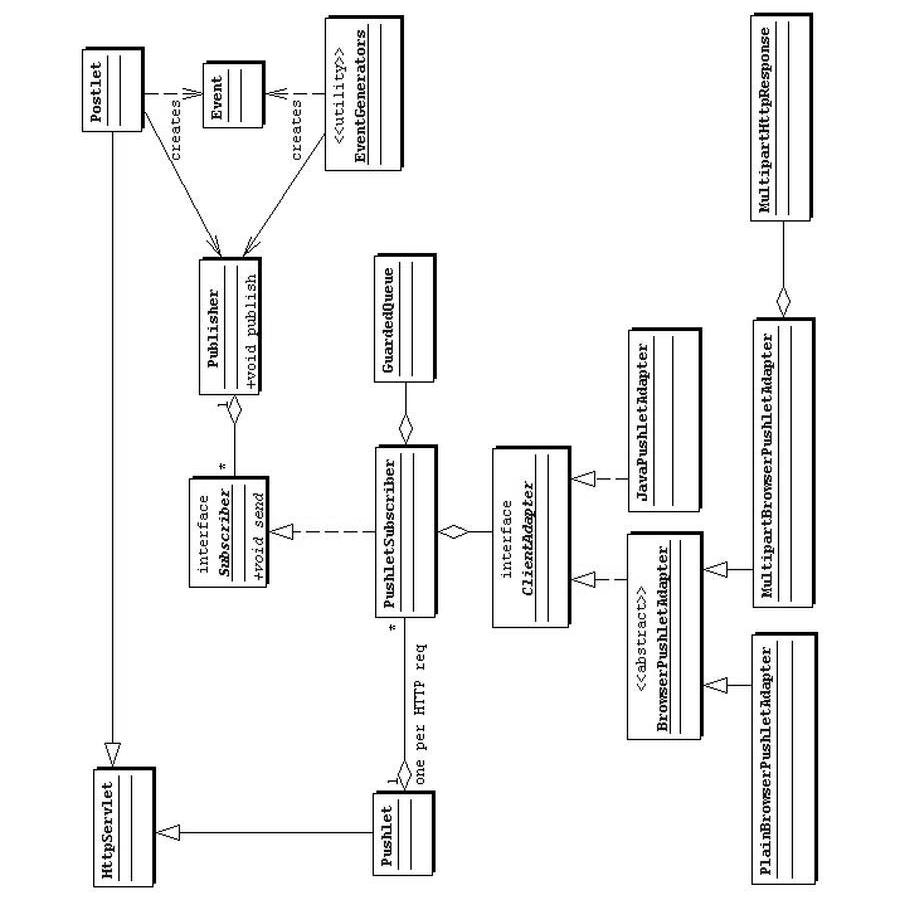 HttpServlet
Postlet
creates
interface
Subscriber
+void send
*
1
Publisher
+void publish
Event
creates
<<utility>>
EventGenerators
Pushlet
1
one per HTTP req
*
PushletSubscriber
GuardedQueue
interface
ClientAdapter
<<abstract>>
BrowserPushletAdapter
JavaPushletAdapter
PlainBrowserPushletAdapter
MultipartBrowserPushletAdapter
MultipartHttpResponse